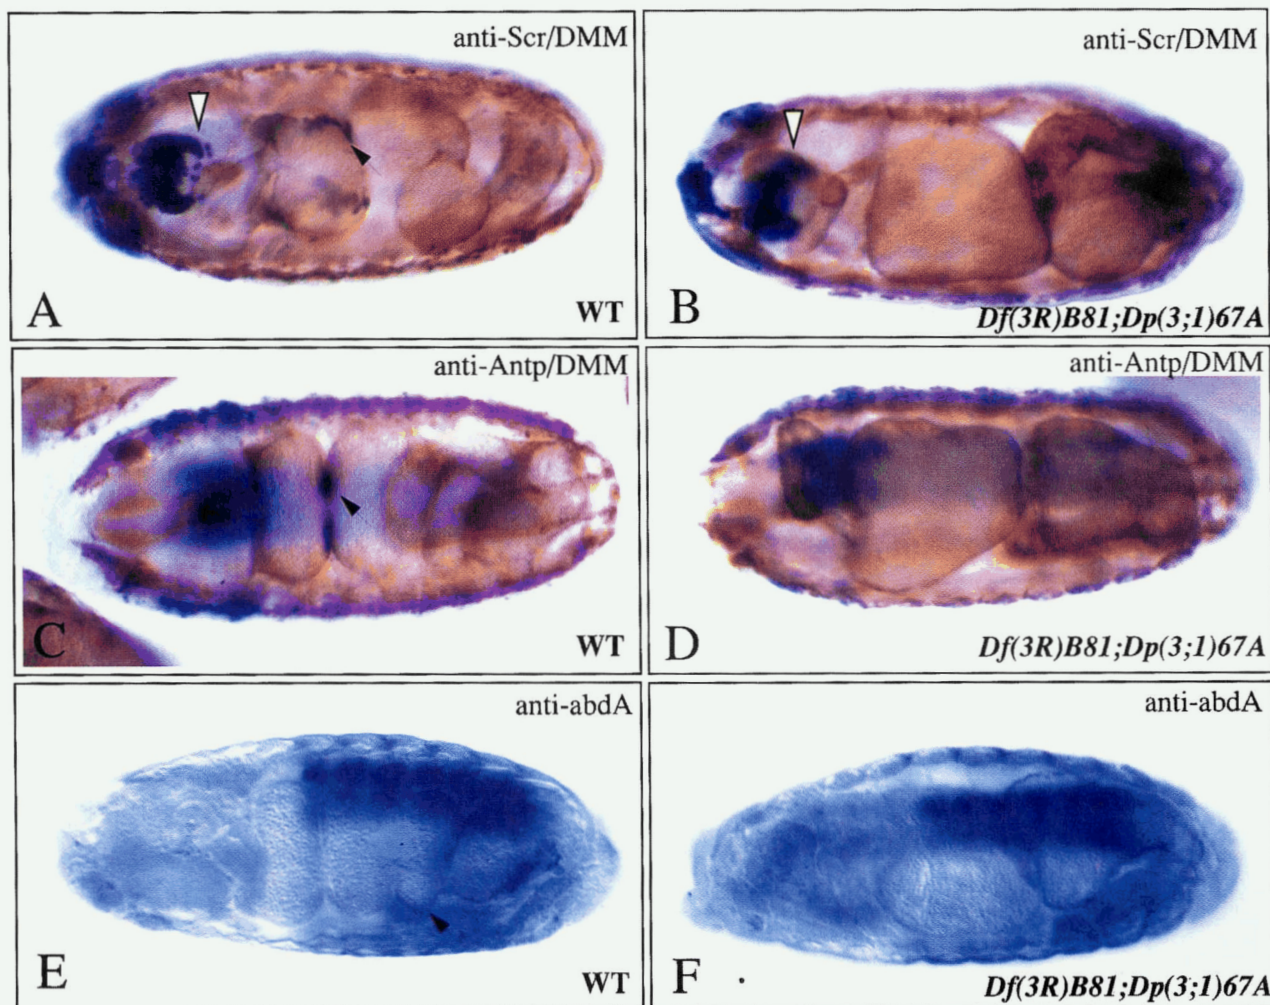 anti-Scr/DMM
A
WT
anti-Scr/DMM
B
Df(3R)B81;Dp(3;1)67A
anti-Antp/DMM
C
WT
anti-Antp/DMM
D
Df(3R)B81;Dp(3;1)67A
anti-abdA
E
WT
anti-abdA
F
Df(3R)B81;Dp(3;1)67A